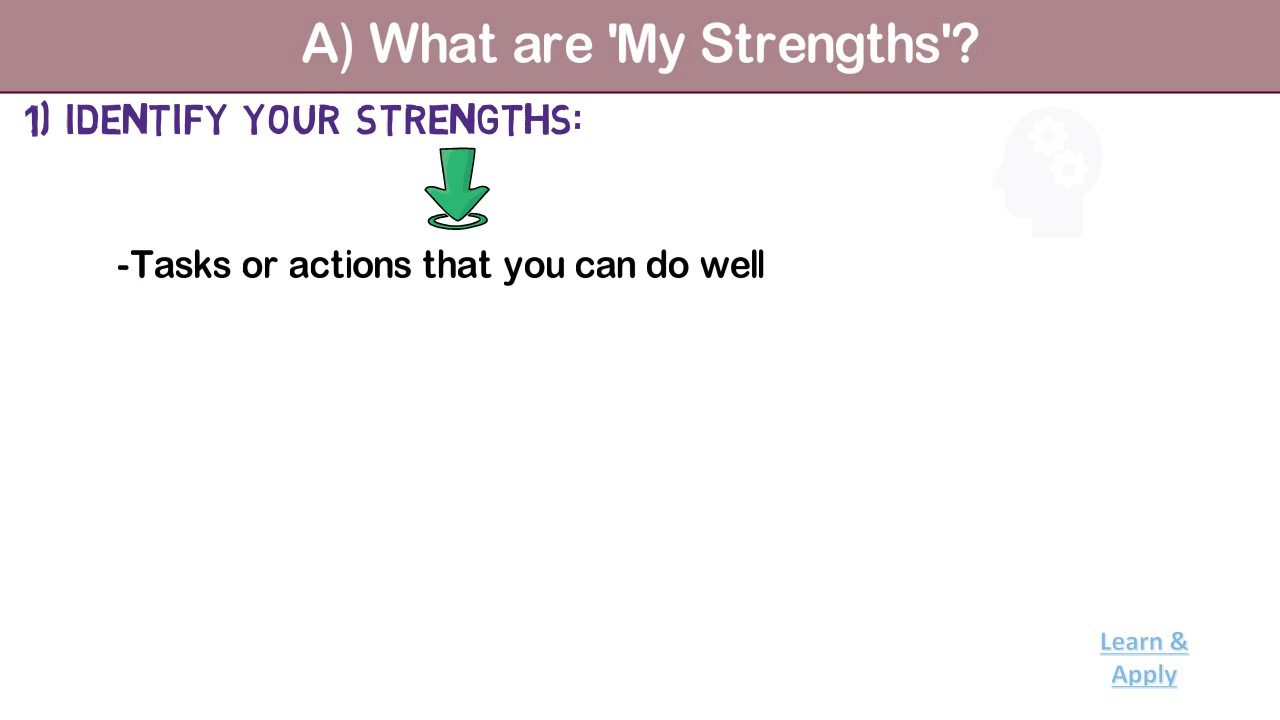 A) What are 'My Strengths'?
1) IDENTIFY YOUR STRENGTHS:
-Tasks or actions that you can do well
Learn &
Apply